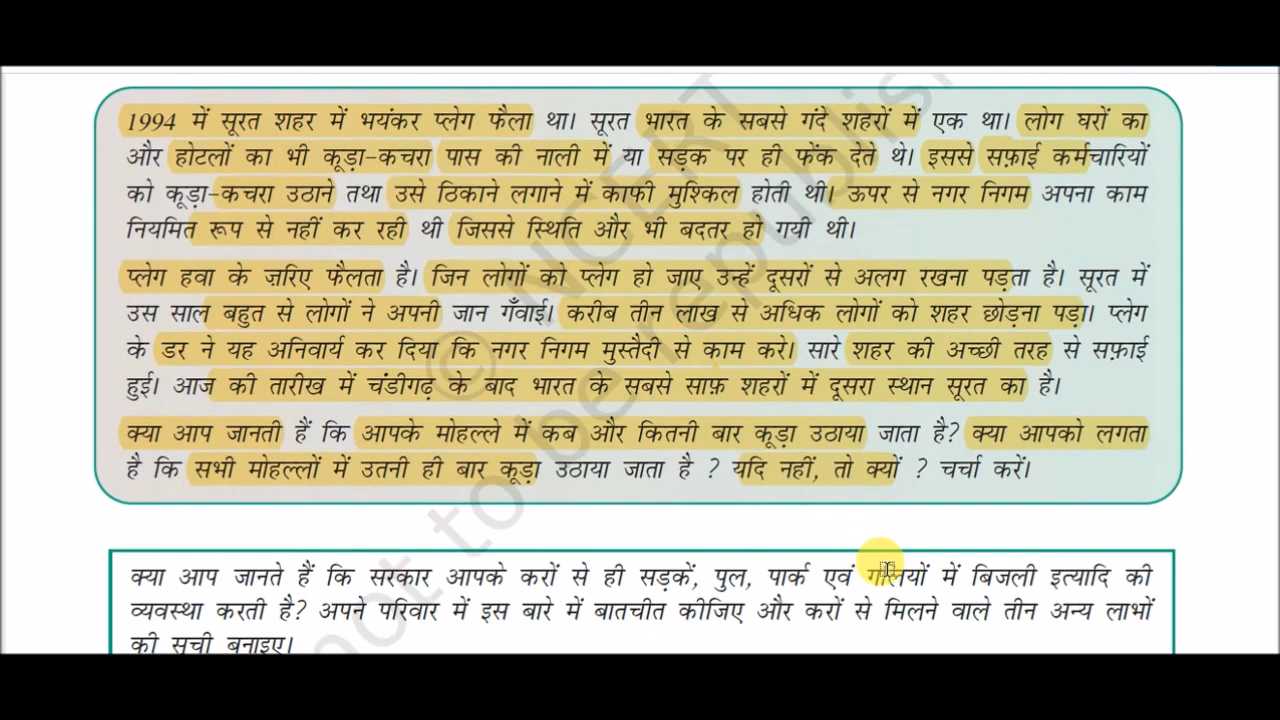 1994 में सूरत शहर में भयंकर प्लेग फैला था। सूरत भारत के सबसे गंदे शहरों में एक था। लोग घरों का
और होटलों का भी कूड़ा-कचरा पास की नाली में या सड़क पर ही फेंक देते थे। इससे सफ़ाई कर्मचारियों
को कूड़ा-कचरा उठाने तथा उसे ठिकाने लगाने में काफी मुश्किल होती थी। ऊपर से नगर निगम अपना काम
नियमित रूप से नहीं कर रही थी जिससे स्थिति और भी बदतर हो गयी थी।
प्लेग हवा के ज़रिए फैलता है। जिन लोगों को प्लेग हो जाए उन्हें दूसरों से अलग रखना पड़ता है। सूरत में
उस साल बहुत से लोगों ने अपनी जान गँवाई। करीब तीन लाख से अधिक लोगों को शहर छोड़ना पड़ा। प्लेग
के डर ने यह अनिवार्य कर दिया कि नगर निगम मुस्तैदी से काम करे। सारे शहर की अच्छी तरह से सफ़ाई
हुई। आज की तारीख में चंडीगढ़ के बाद भारत के सबसे साफ़ शहरों में दूसरा स्थान सूरत का है।
क्या आप जानती हैं कि आपके मोहल्ले में कब और कितनी बार कूड़ा उठाया जाता है? क्या आपको लगता
है कि सभी मोहल्लों में उतनी ही बार कूड़ा उठाया जाता है ? यदि नहीं, तो क्यों ? चर्चा करें।
क्या आप जानते हैं कि सरकार आपके करों से ही सड़कें, पुल, पार्क एवं गलियों में बिजली इत्यादि की
व्यवस्था करती है? अपने परिवार में इस बारे में बातचीत कीजिए और करों से मिलने वाले तीन अन्य लाभों
की सूची बनाइए।
© NCERT
not to be republish